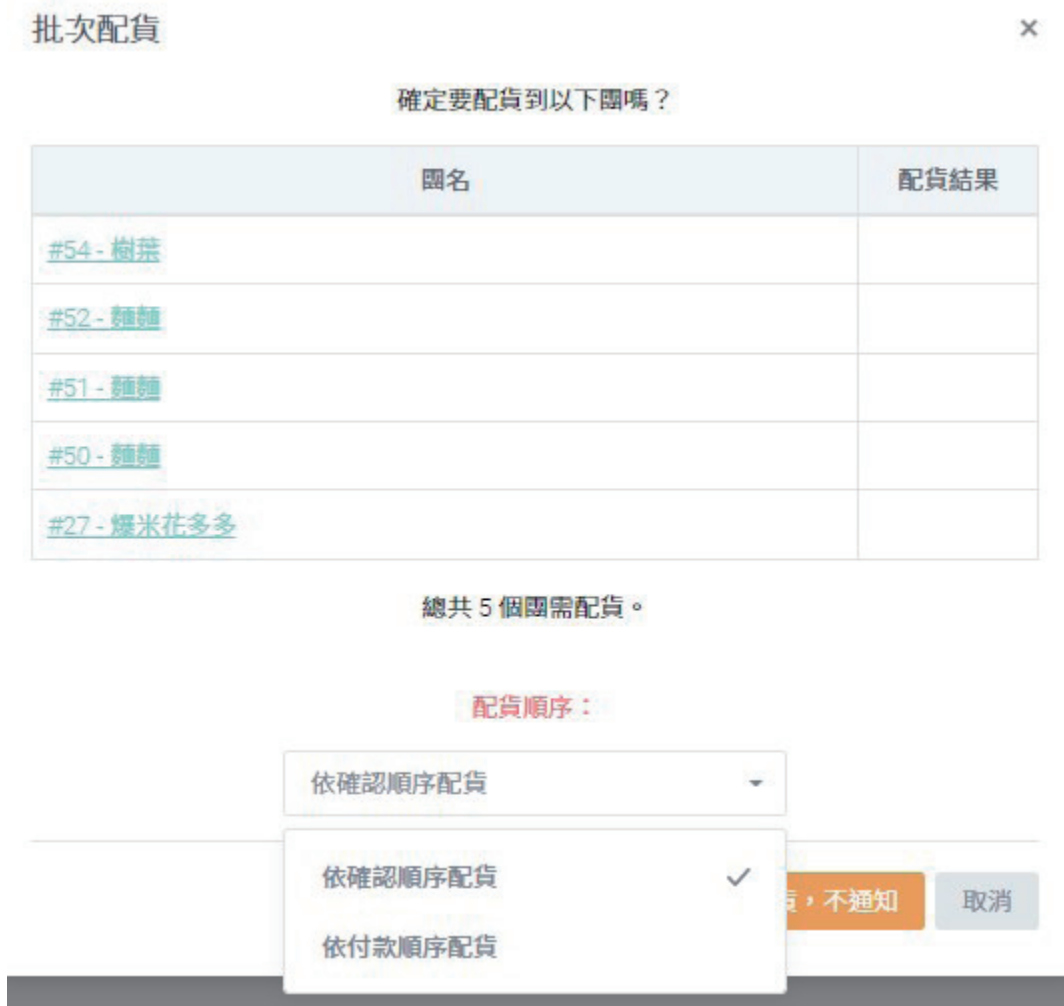 批次配貨
×
確定要配貨到以下團嗎？
團名 配貨結果
#54 - 樹葉
#52 - 麵麵
#51 - 麵麵
#50 - 麵麵
#27 - 爆米花多多
總共 5 個團需配貨。
配貨順序：
依確認順序配貨
依確認順序配貨
，不通知 取消
依付款順序配貨